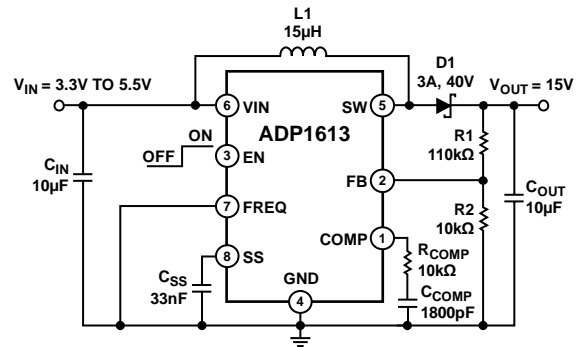 L1
15µH
V_IN = 3.3V TO 5.5V
D1
3A, 40V
V_OUT = 15V
6 VIN
SW 5
ADP1613
ON
OFF
3 EN
R1
110kΩ
C_IN
10µF
FB 2
C_OUT
10µF
7 FREQ
R2
10kΩ
COMP 1
8 SS
R_COMP
10kΩ
C_SS
33nF
GND
4
C_COMP
1800pF